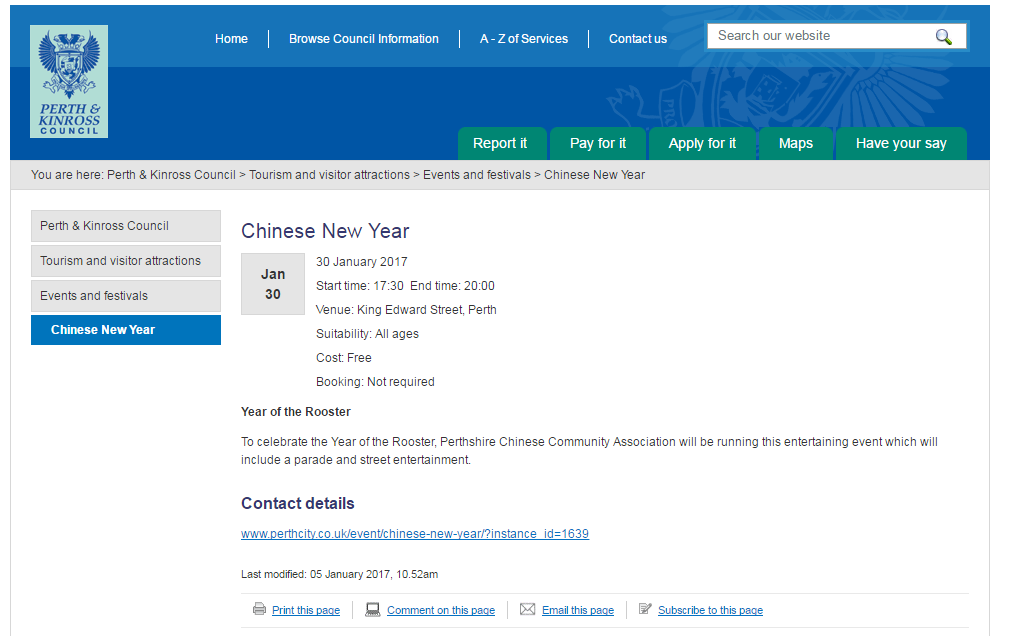 Home
Browse Council Information
A - Z of Services
Contact us
Search our website
PERTH &
KINROSS
COUNCIL
Report it
Pay for it
Apply for it
Maps
Have your say
You are here: Perth & Kinross Council > Tourism and visitor attractions > Events and festivals > Chinese New Year
Perth & Kinross Council
Tourism and visitor attractions
Events and festivals
Chinese New Year
Chinese New Year
Jan
30
30 January 2017
Start time: 17:30 End time: 20:00
Venue: King Edward Street, Perth
Suitability: All ages
Cost: Free
Booking: Not required
Year of the Rooster
To celebrate the Year of the Rooster, Perthshire Chinese Community Association will be running this entertaining event which will
include a parade and street entertainment.
Contact details
www.perthcity.co.uk/event/chinese-new-year/?instance_id=1639
Last modified: 05 January 2017, 10.52am
Print this page
Comment on this page
Email this page
Subscribe to this page